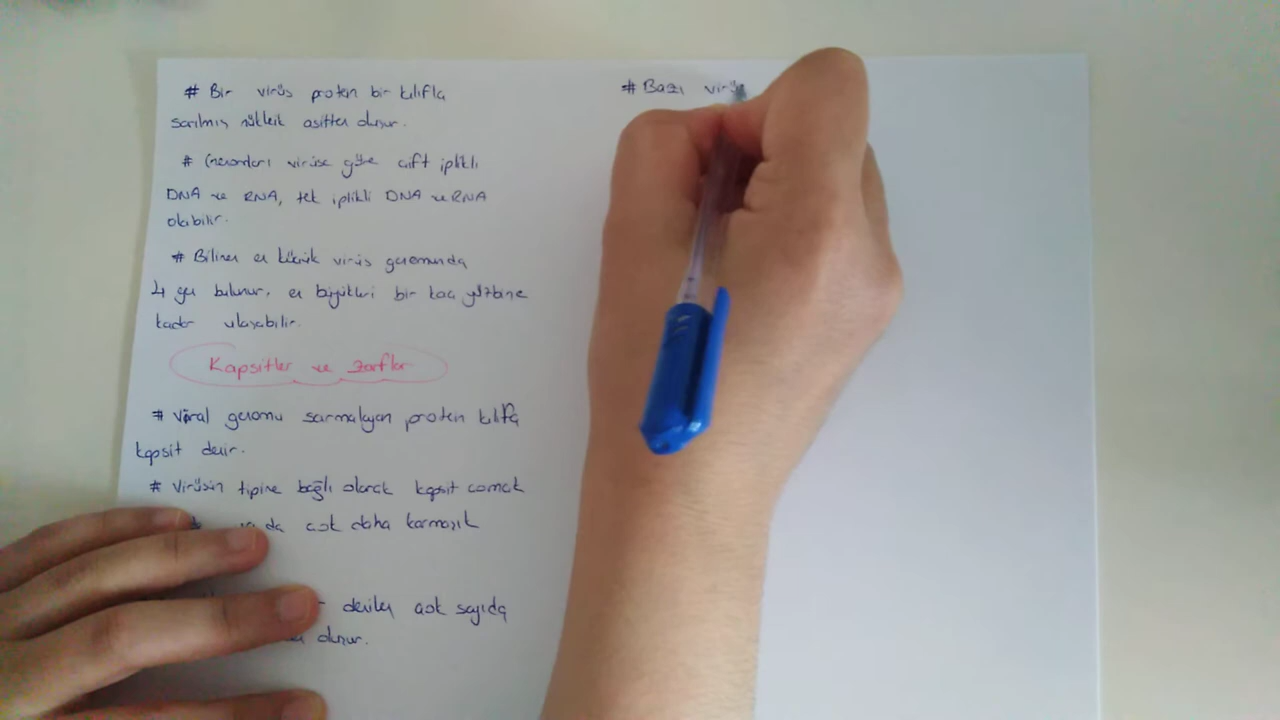 # Bir virüs protein bir kılıfla
sarılmış nükleik asitten oluşur.
# Genomları virüse göre çift iplikli
DNA ve RNA, tek iplikli DNA ve RNA
olabilir.
# Bilinen en küçük virüs genomunda
4 gen bulunur, en büyükleri bir kaç yüzbine
kadar ulaşabilir.
Kapsitler ve zarflar
# Viral genomu sarmalayan protein kılıfa
kapsit denir.
# Virüsün tipine bağlı olarak kapsit çomak
ya da çok daha karmaşık
denilen çok sayıda
olunur.
# Bazı virüs